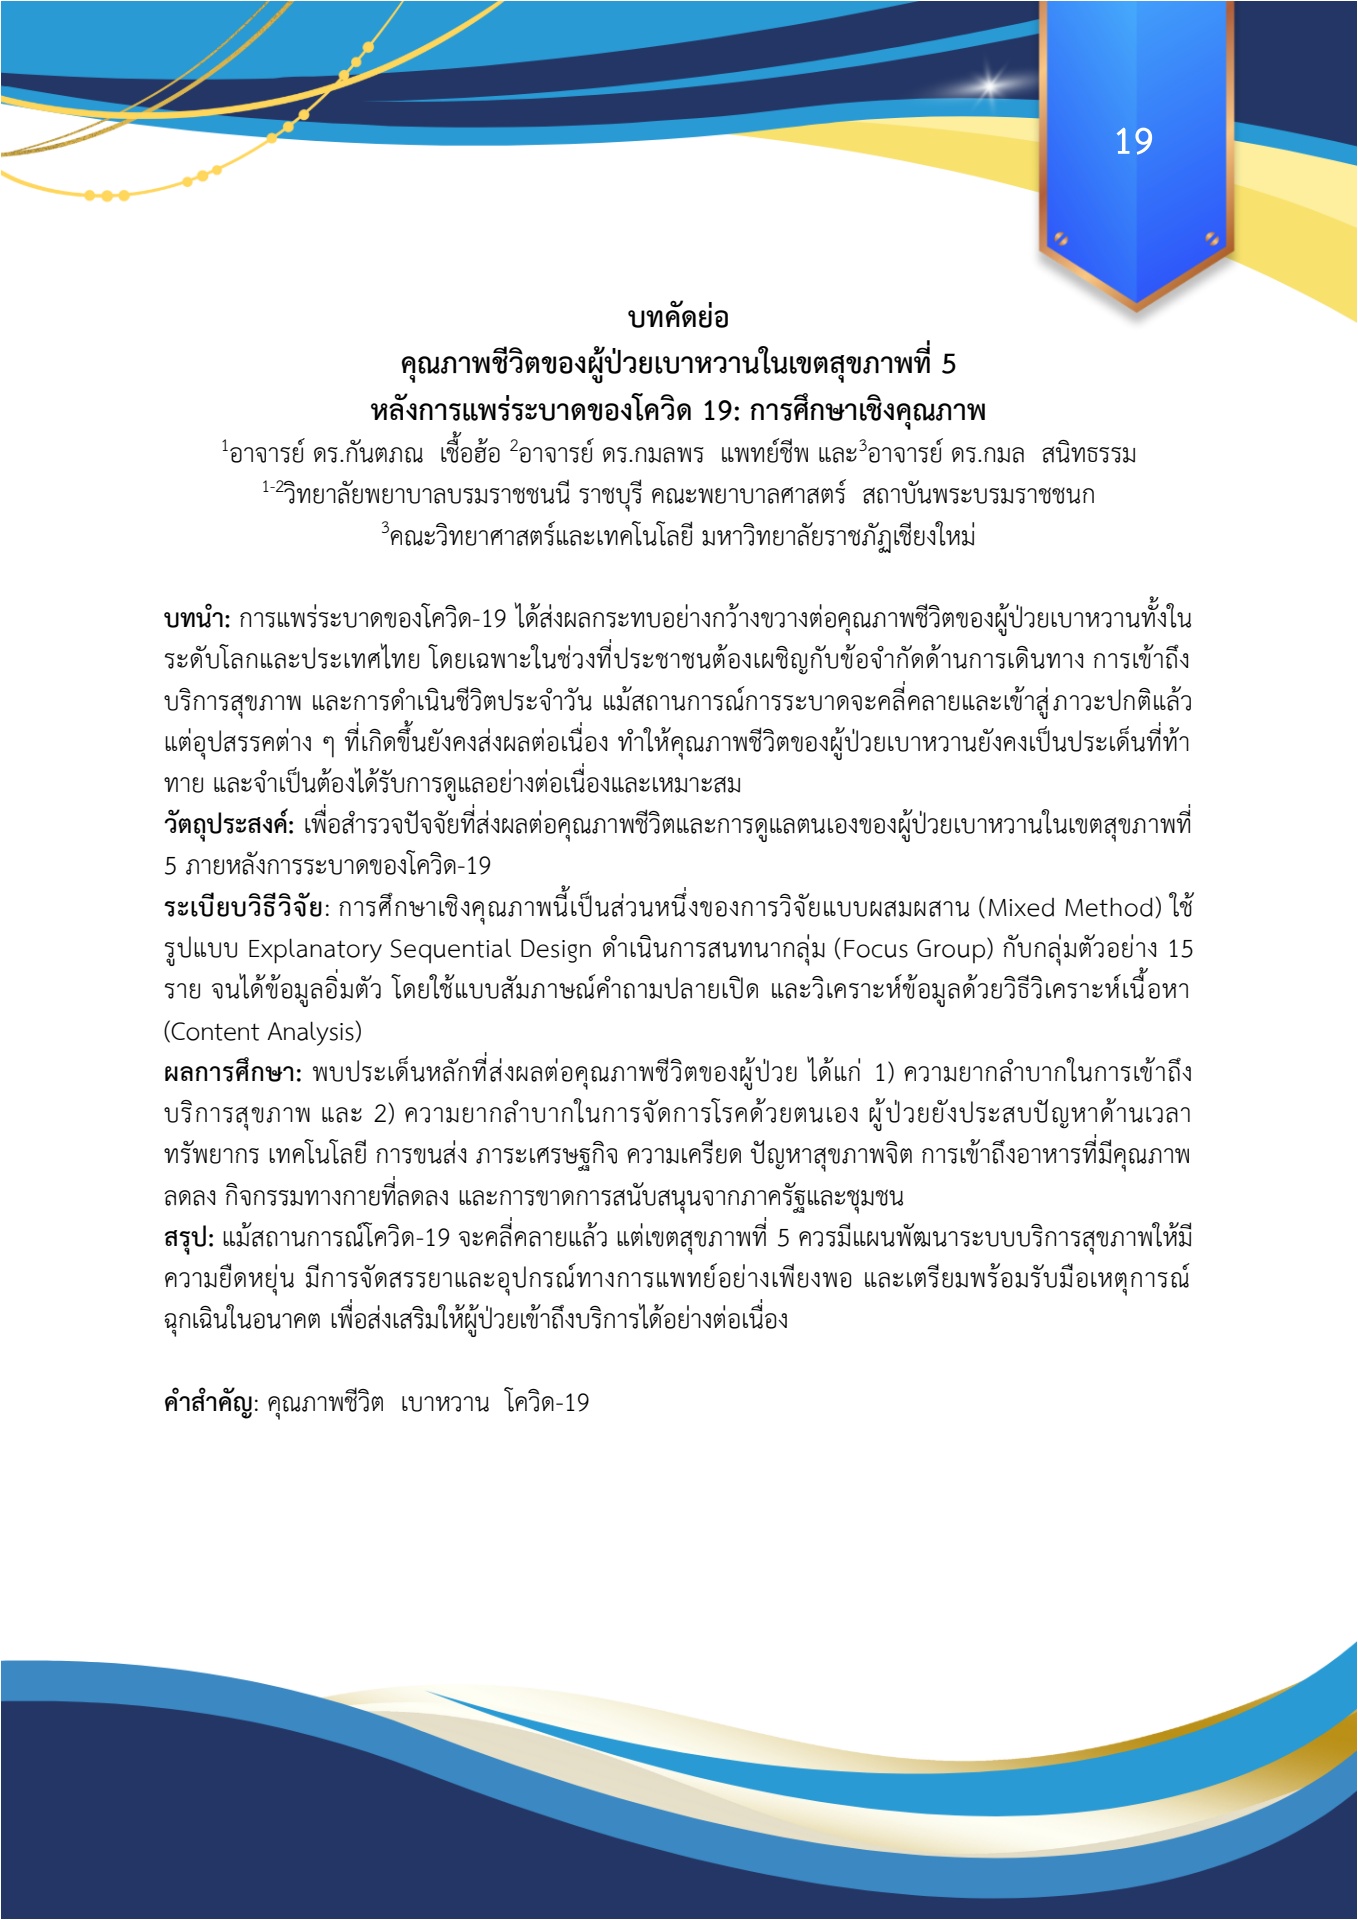 19
บทคัดย่อ
คุณภาพชีวิตของผู้ป่วยเบาหวานในเขตสุขภาพที่ 5
หลังการแพร่ระบาดของโควิด 19: การศึกษาเชิงคุณภาพ
¹อาจารย์ ดร.กันตภณ เชื้อฮ้อ ²อาจารย์ ดร.กมลพร แพทย์ชีพ และ³อาจารย์ ดร.กมล สนิทธรรม
¹⁻²วิทยาลัยพยาบาลบรมราชชนนี ราชบุรี คณะพยาบาลศาสตร์ สถาบันพระบรมราชชนก
³คณะวิทยาศาสตร์และเทคโนโลยี มหาวิทยาลัยราชภัฏเชียงใหม่
บทนำ: การแพร่ระบาดของโควิด-19 ได้ส่งผลกระทบอย่างกว้างขวางต่อคุณภาพชีวิตของผู้ป่วยเบาหวานทั้งใน
ระดับโลกและประเทศไทย โดยเฉพาะในช่วงที่ประชาชนต้องเผชิญกับข้อจำกัดด้านการเดินทาง การเข้าถึง
บริการสุขภาพ และการดำเนินชีวิตประจำวัน แม้สถานการณ์การระบาดจะคลี่คลายและเข้าสู่ภาวะปกติแล้ว
แต่อุปสรรคต่าง ๆ ที่เกิดขึ้นยังคงส่งผลต่อเนื่อง ทำให้คุณภาพชีวิตของผู้ป่วยเบาหวานยังคงเป็นประเด็นที่ท้า
ทาย และจำเป็นต้องได้รับการดูแลอย่างต่อเนื่องและเหมาะสม
วัตถุประสงค์: เพื่อสำรวจปัจจัยที่ส่งผลต่อคุณภาพชีวิตและการดูแลตนเองของผู้ป่วยเบาหวานในเขตสุขภาพที่
5 ภายหลังการระบาดของโควิด-19
ระเบียบวิธีวิจัย: การศึกษาเชิงคุณภาพนี้เป็นส่วนหนึ่งของการวิจัยแบบผสมผสาน (Mixed Method) ใช้
รูปแบบ Explanatory Sequential Design ดำเนินการสนทนากลุ่ม (Focus Group) กับกลุ่มตัวอย่าง 15
ราย จนได้ข้อมูลอิ่มตัว โดยใช้แบบสัมภาษณ์คำถามปลายเปิด และวิเคราะห์ข้อมูลด้วยวิธีวิเคราะห์เนื้อหา
(Content Analysis)
ผลการศึกษา: พบประเด็นหลักที่ส่งผลต่อคุณภาพชีวิตของผู้ป่วย ได้แก่ 1) ความยากลำบากในการเข้าถึง
บริการสุขภาพ และ 2) ความยากลำบากในการจัดการโรคด้วยตนเอง ผู้ป่วยยังประสบปัญหาด้านเวลา
ทรัพยากร เทคโนโลยี การขนส่ง ภาระเศรษฐกิจ ความเครียด ปัญหาสุขภาพจิต การเข้าถึงอาหารที่มีคุณภาพ
ลดลง กิจกรรมทางกายที่ลดลง และการขาดการสนับสนุนจากภาครัฐและชุมชน
สรุป: แม้สถานการณ์โควิด-19 จะคลี่คลายแล้ว แต่เขตสุขภาพที่ 5 ควรมีแผนพัฒนาระบบบริการสุขภาพให้มี
ความยืดหยุ่น มีการจัดสรรยาและอุปกรณ์ทางการแพทย์อย่างเพียงพอ และเตรียมพร้อมรับมือเหตุการณ์
ฉุกเฉินในอนาคต เพื่อส่งเสริมให้ผู้ป่วยเข้าถึงบริการได้อย่างต่อเนื่อง
คำสำคัญ: คุณภาพชีวิต เบาหวาน โควิด-19